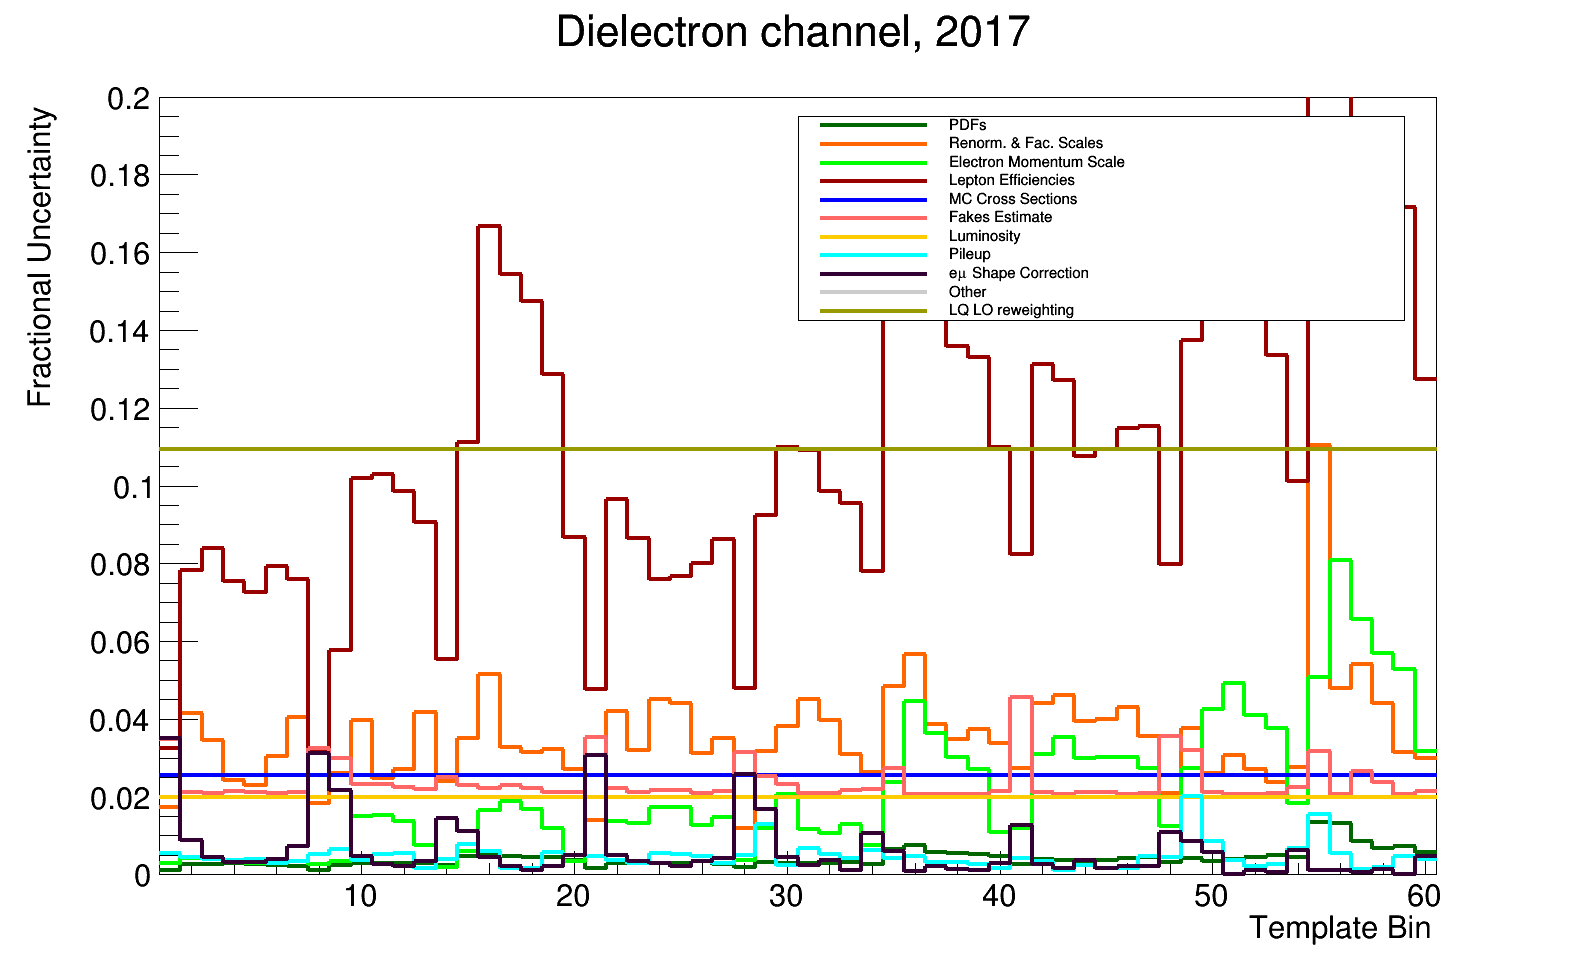 Dielectron channel, 2017
Fractional Uncertainty
0.2
0.18
0.16
0.14
0.12
0.1
0.08
0.06
0.04
0.02
0
PDFs
Renorm. & Fac. Scales
Electron Momentum Scale
Lepton Efficiencies
MC Cross Sections
Fakes Estimate
Luminosity
Pileup
eμ Shape Correction
Other
LQ LO reweighting
10 20 30 40 50 60
Template Bin